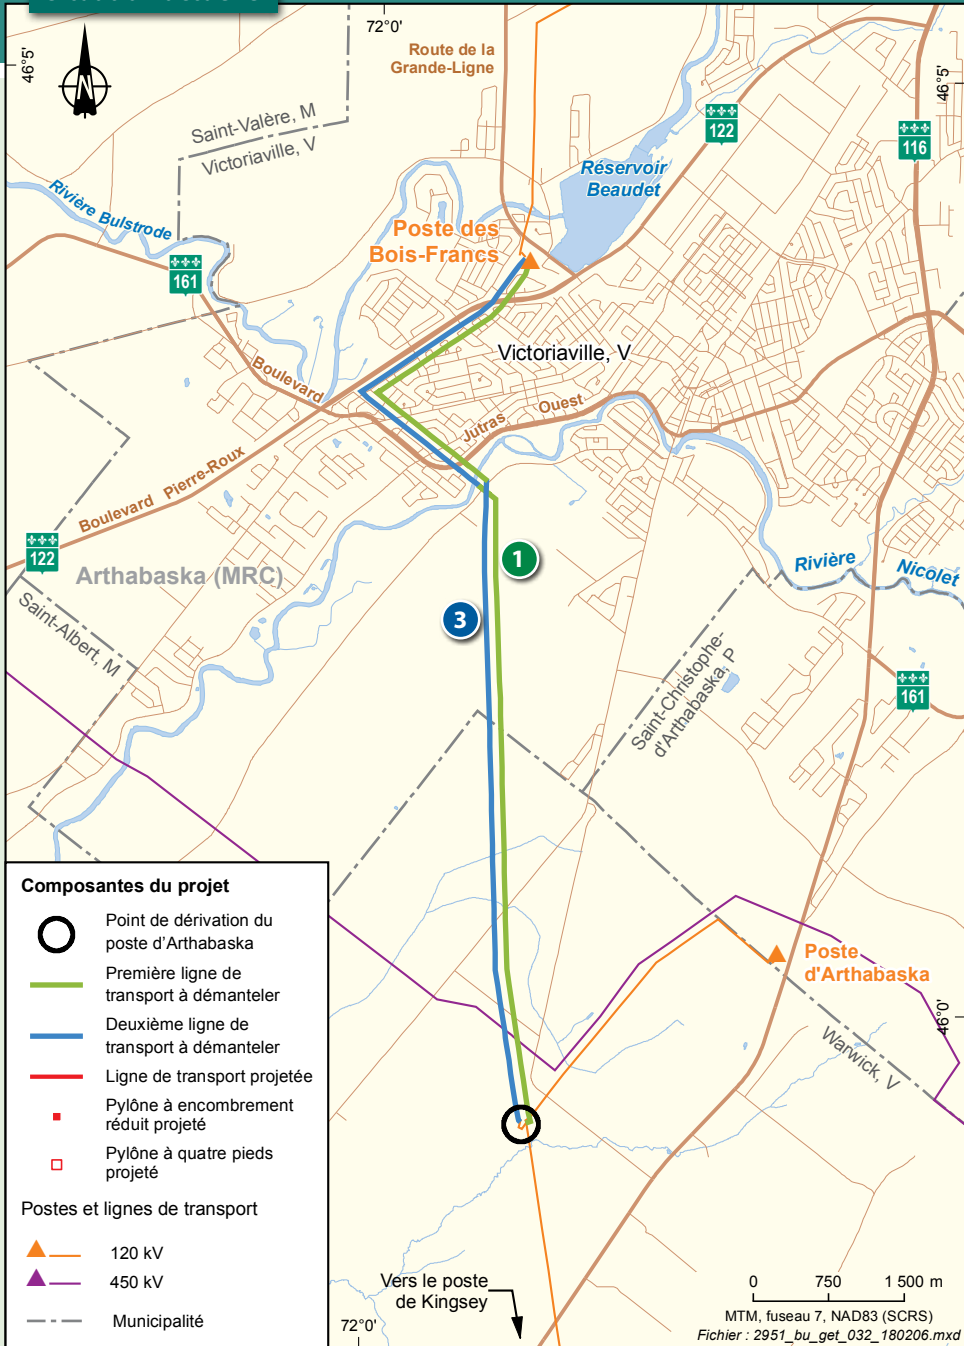 72°0'
46°5'
46°5'
Route de la
Grande-Ligne
Saint-Valère, M
Victoriaville, V
122
116
Réservoir
Beaudet
Rivière Bulstrode
Poste des
Bois-Francs
161
Victoriaville, V
Boulevard
Jutras
Ouest
Boulevard Pierre-Roux
122
Arthabaska (MRC)
1
Rivière
Nicolet
Saint-Albert, M
3
Saint-Christophe-
d'Arthabaska, P
161
Composantes du projet
Point de dérivation du
poste d'Arthabaska
Première ligne de
transport à démanteler
Deuxième ligne de
transport à démanteler
Ligne de transport projetée
Pylône à encombrement
réduit projeté
Pylône à quatre pieds
projeté
Postes et lignes de transport
120 kV
450 kV
Municipalité
Poste
d'Arthabaska
46°0'
Warwick, V
Vers le poste
de Kingsey
72°0'
0 750 1 500 m
MTM, fuseau 7, NAD83 (SCRS)
Fichier : 2951_bu_get_032_180206.mxd